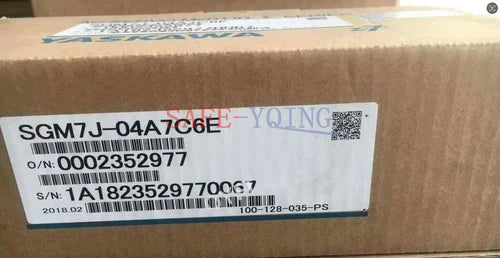 YASKAWA
SAFE-YQING
SGM7J-04A7C6E
O/N: 0002352977
S/N: 1A1823529770067
2018.02
100-128-035-PS